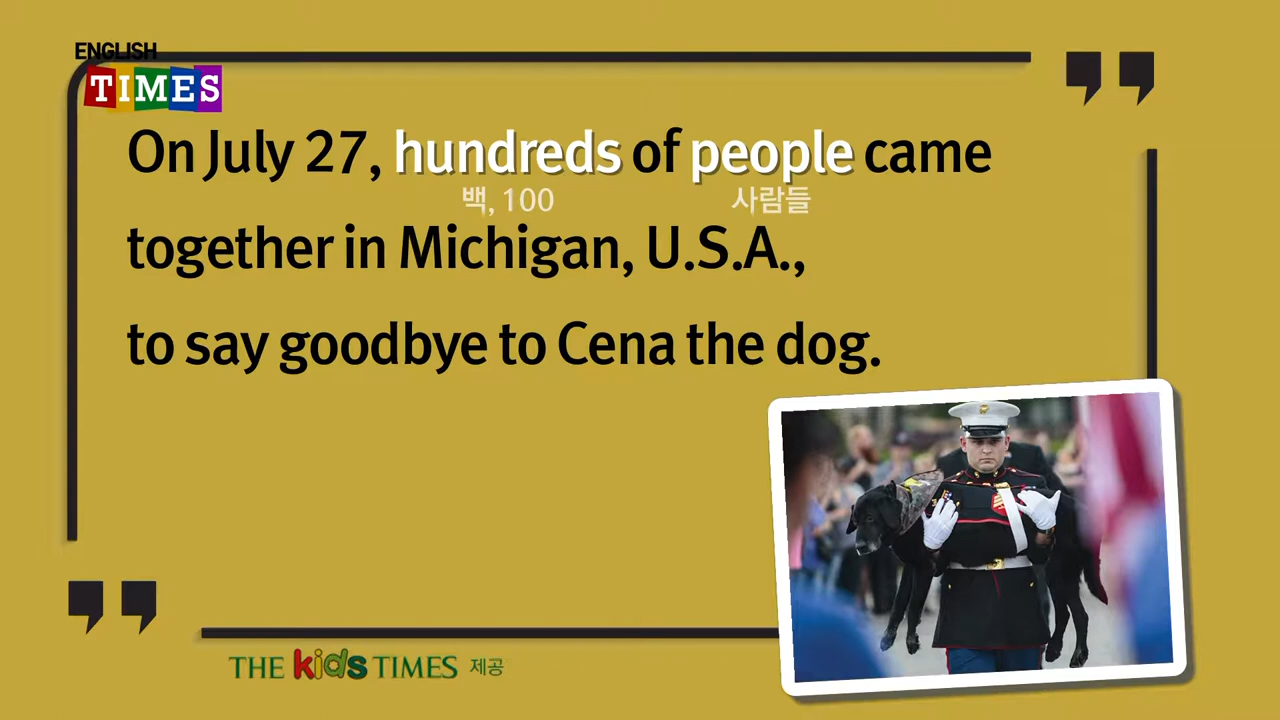 ENGLISH
TIMES
On July 27, hundreds of people came
백, 100 사람들
together in Michigan, U.S.A.,
to say goodbye to Cena the dog.
THE kids TIMES 제공